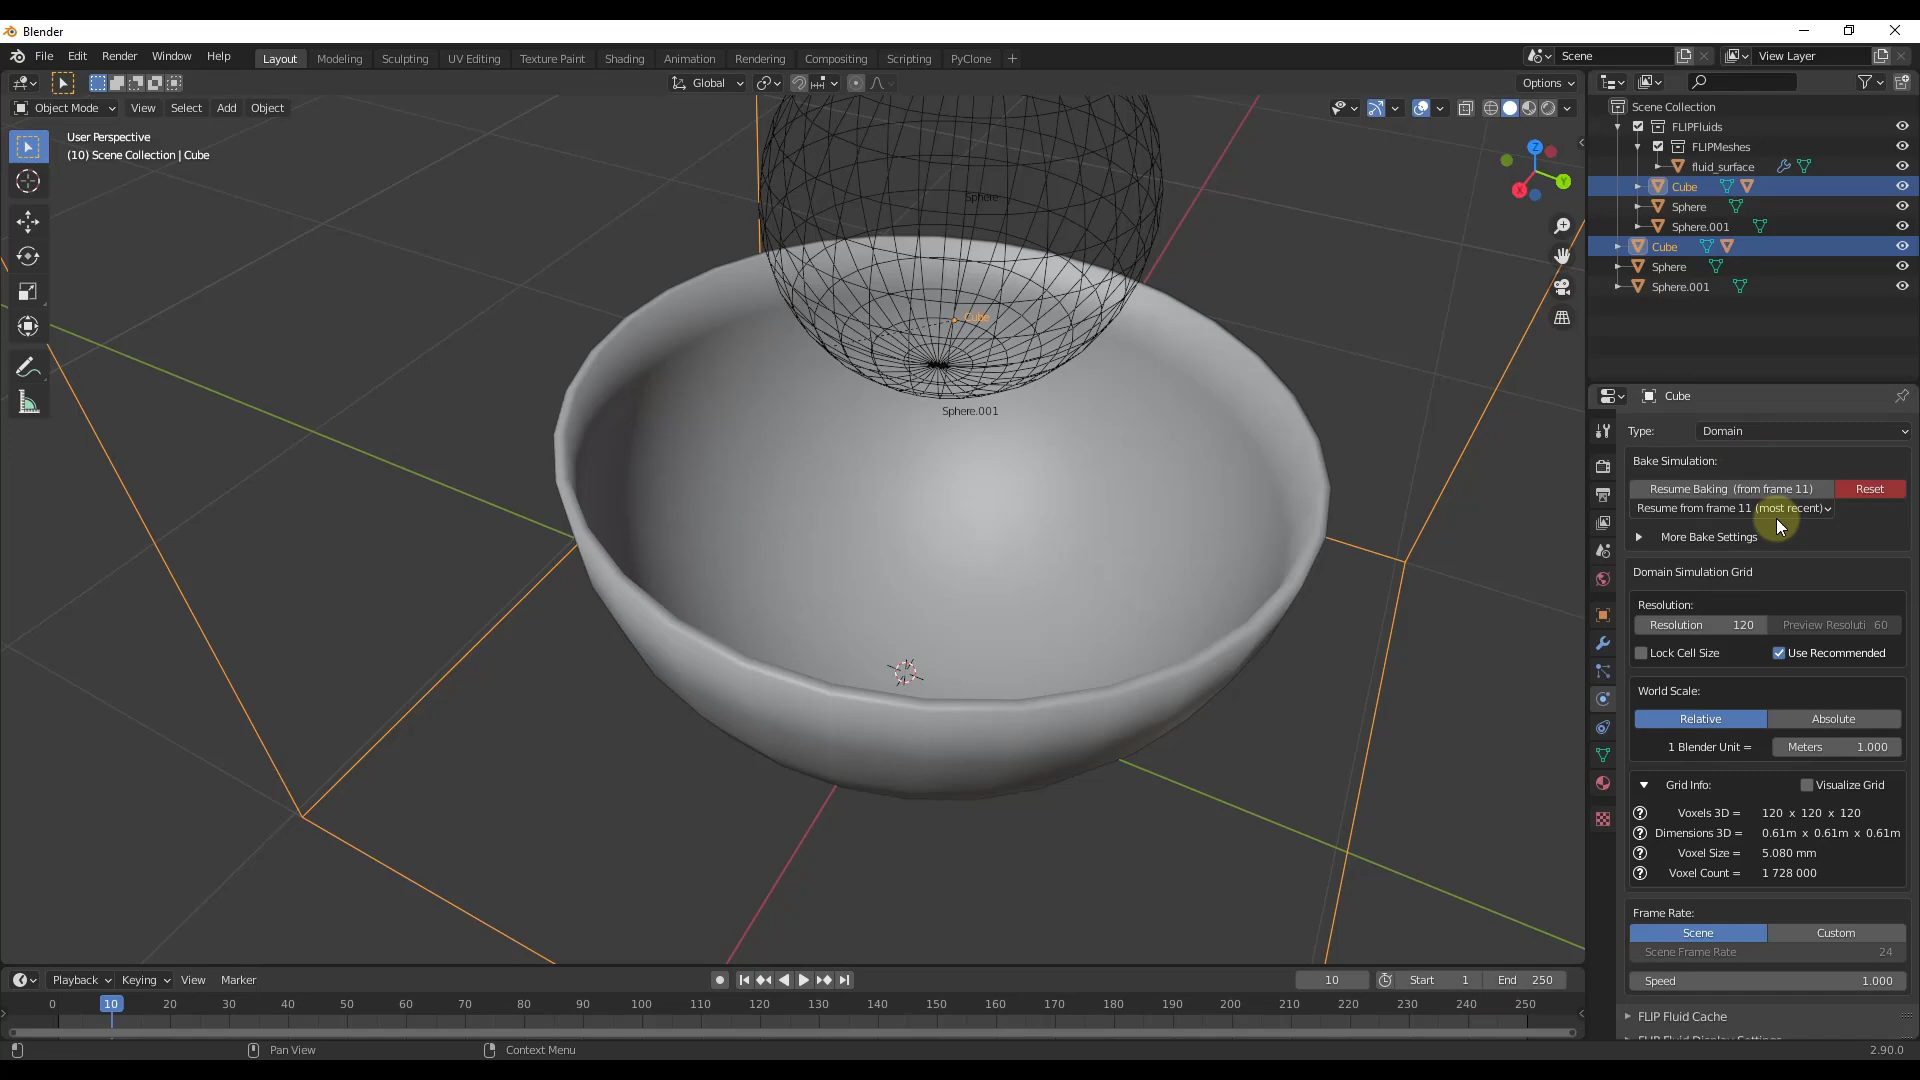 Blender
File Edit Render Window Help Layout Modeling Sculpting UV Editing Texture Paint Shading Animation Rendering Compositing Scripting PyClone + Scene View Layer
Global Options
Object Mode View Select Add Object
User Perspective
(10) Scene Collection | Cube
Z
Y
X
Sphere
Cube
Sphere.001
Scene Collection
FLIPFluids
FLIPMeshes
fluid_surface
Cube
Sphere
Sphere.001
Cube
Sphere
Sphere.001
Cube
Type: Domain
Bake Simulation:
Resume Baking (from frame 11) Reset
Resume from frame 11 (most recent)
More Bake Settings
Domain Simulation Grid
Resolution:
Resolution 120 Preview Resoluti 60
Lock Cell Size Use Recommended
World Scale:
Relative Absolute
1 Blender Unit = Meters 1.000
Grid Info: Visualize Grid
Voxels 3D = 120 x 120 x 120
Dimensions 3D = 0.61m x 0.61m x 0.61m
Voxel Size = 5.080 mm
Voxel Count = 1 728 000
Frame Rate:
Scene Custom
Scene Frame Rate 24
Speed 1.000
FLIP Fluid Cache
FLIP Fluid Display Settings
Playback Keying View Marker 10 Start 1 End 250
0 10 20 30 40 50 60 70 80 90 100 110 120 130 140 150 160 170 180 190 200 210 220 230 240 250
Pan View Context Menu 2.90.0